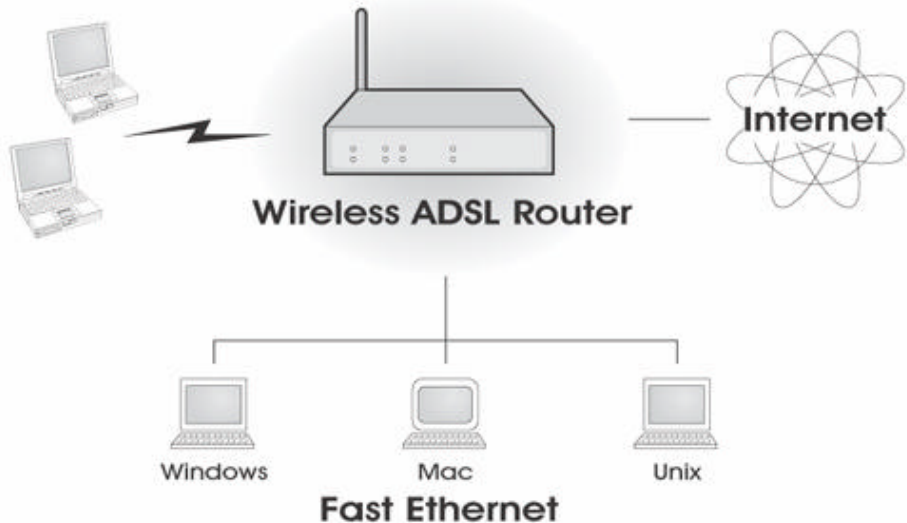 Internet
Wireless ADSL Router
Windows
Mac
Unix
Fast Ethernet